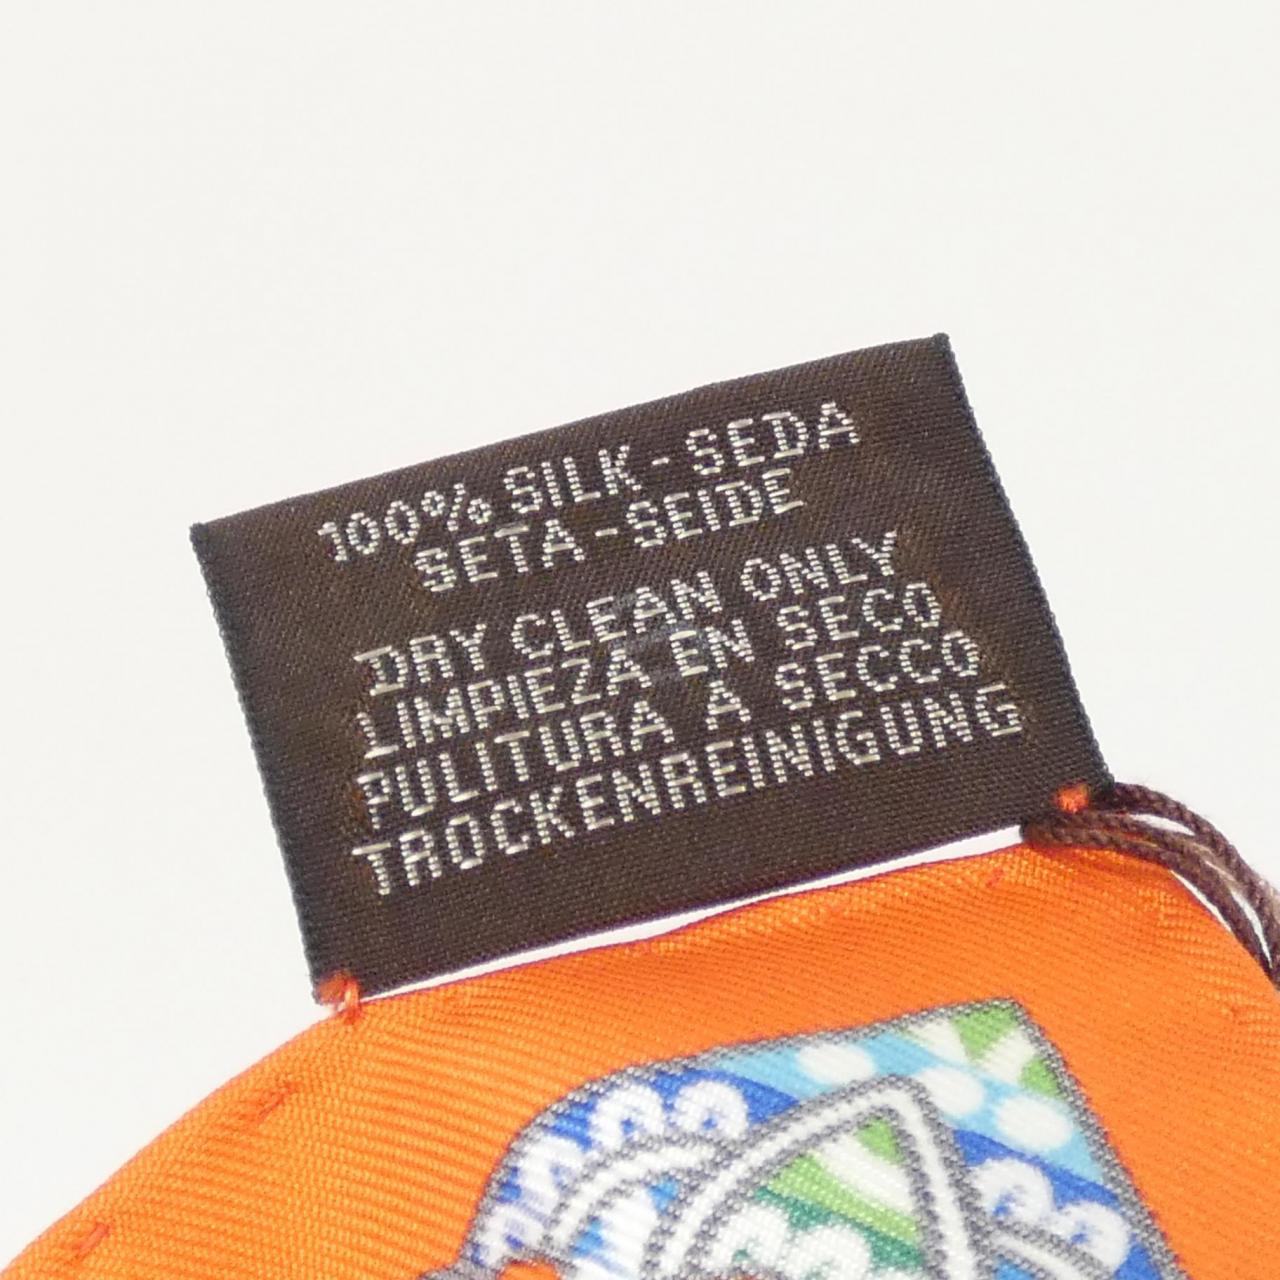 100% SILK - SEDA
SETA - SEIDE
DRY CLEAN ONLY
LIMPIEZA EN SECO
PULITURA A SECCO
TROCKENREINIGUNG